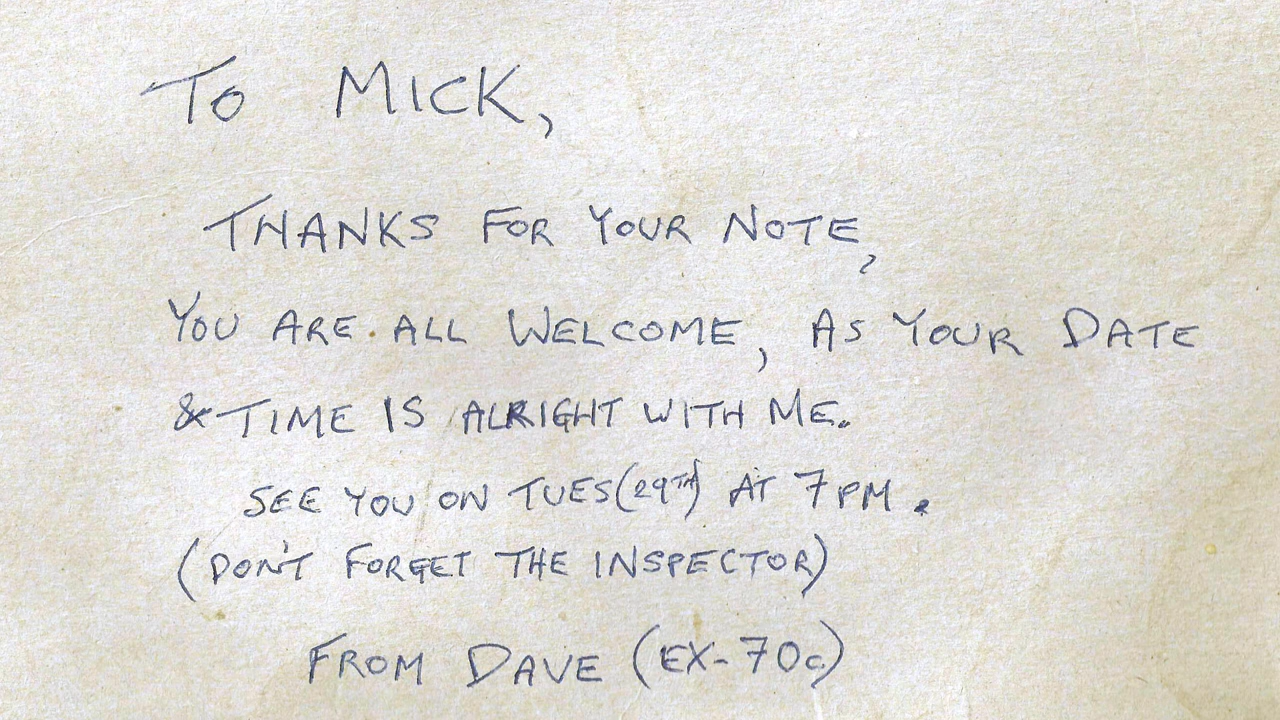 TO MICK,
THANKS FOR YOUR NOTE,
YOU ARE ALL WELCOME, AS YOUR DATE
& TIME IS ALRIGHT WITH ME.
SEE YOU ON TUES (29TH) AT 7PM.
(DON'T FORGET THE INSPECTOR)
FROM DAVE (EX-70c)